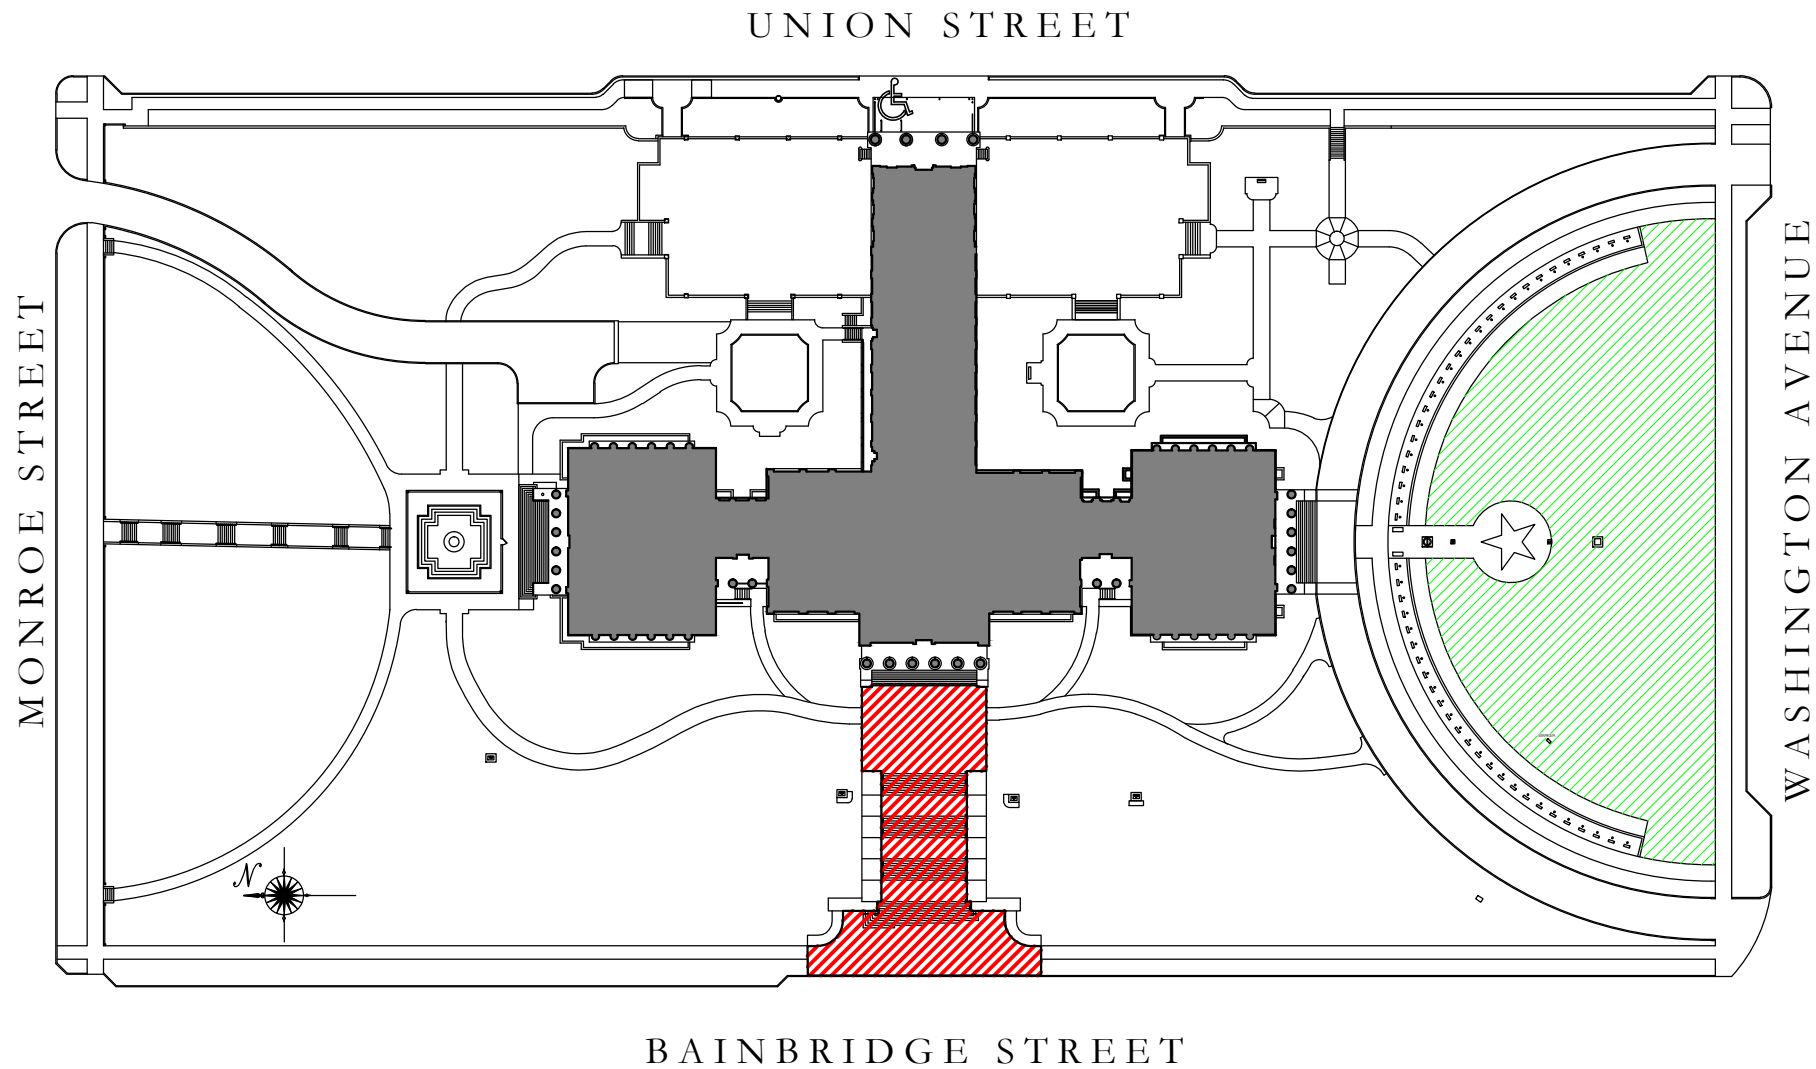 UNION STREET
MONROE STREET
WASHINGTON AVENUE
N
BAINBRIDGE STREET